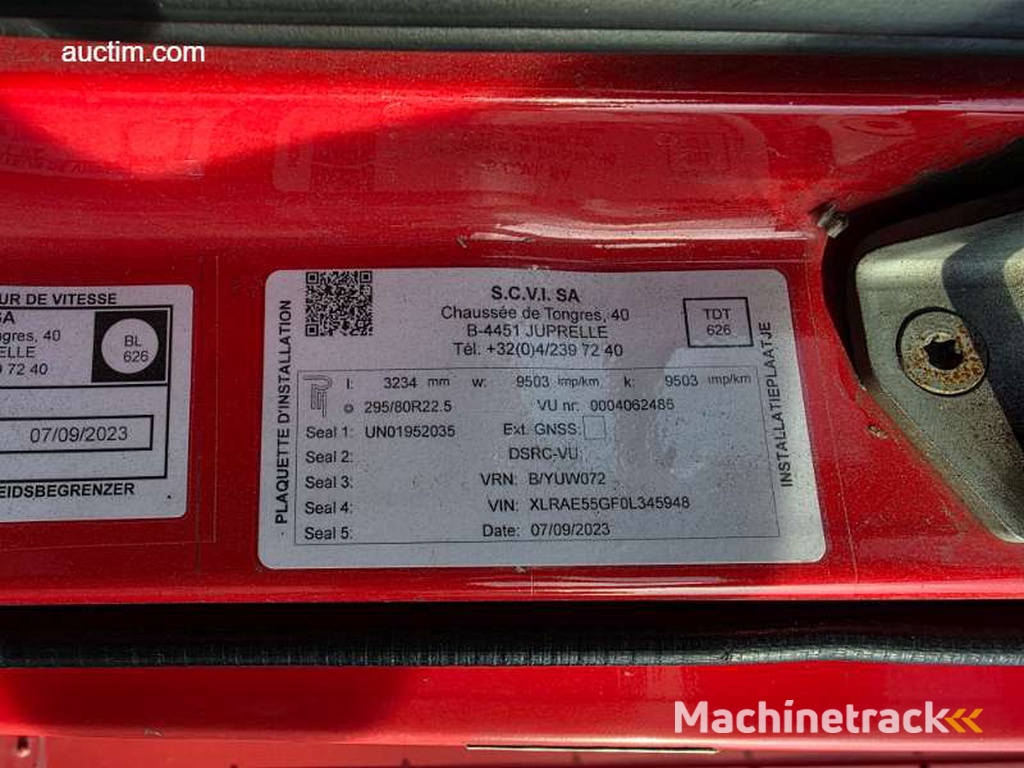 auctim.com
UR DE VITESSE
SA
ngres, 40
ELLE
9 72 40
BL
626
07/09/2023
EIDSBEGRENZER
PLAQUETTE D'INSTALLATION
S.C.V.I. SA
Chaussée de Tongres, 40
B-4451 JUPRELLE
Tél: +32(0)4/239 72 40
TDT
626
l: 3234 mm w: 9503 imp/km k: 9503 imp/km
295/80R22.5 VU nr: 0004062486
Seal 1: UN01952035 Ext. GNSS:
Seal 2: DSRC-VU:
Seal 3: VRN: B/YUW072
Seal 4: VIN: XLRAE55GF0L345948
Seal 5: Date: 07/09/2023
INSTALLATIEPLAATJE
Machinetrack